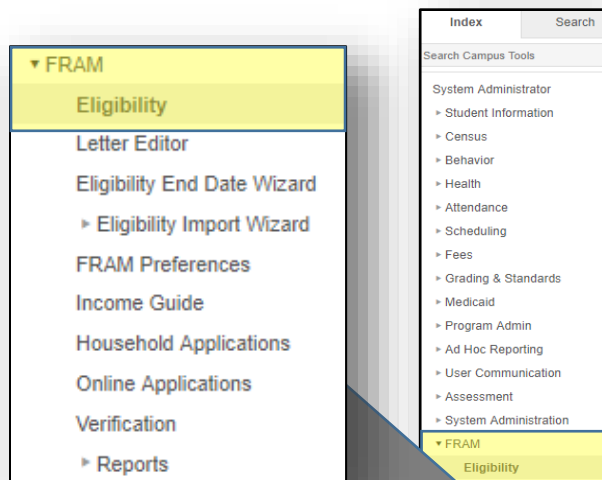 ▾ FRAM
Eligibility
Letter Editor
Eligibility End Date Wizard
▸ Eligibility Import Wizard
FRAM Preferences
Income Guide
Household Applications
Online Applications
Verification
▸ Reports
Index Search
Search Campus Tools
System Administrator
▸ Student Information
▸ Census
▸ Behavior
▸ Health
▸ Attendance
▸ Scheduling
▸ Fees
▸ Grading & Standards
▸ Medicaid
▸ Program Admin
▸ Ad Hoc Reporting
▸ User Communication
▸ Assessment
▸ System Administration
▾ FRAM
Eligibility